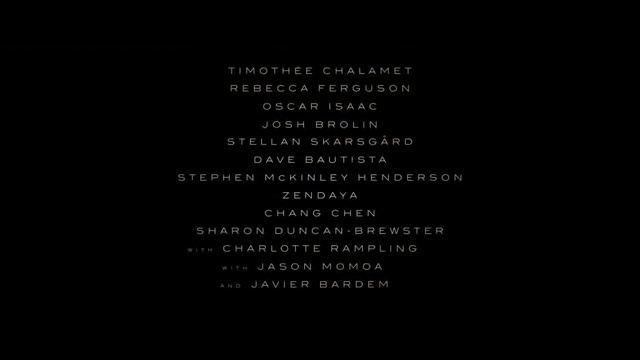 TIMOTHÉE CHALAMET
REBECCA FERGUSON
OSCAR ISAAC
JOSH BROLIN
STELLAN SKARSGÅRD
DAVE BAUTISTA
STEPHEN McKINLEY HENDERSON
ZENDAYA
CHANG CHEN
SHARON DUNCAN-BREWSTER
WITH CHARLOTTE RAMPLING
WITH JASON MOMOA
AND JAVIER BARDEM